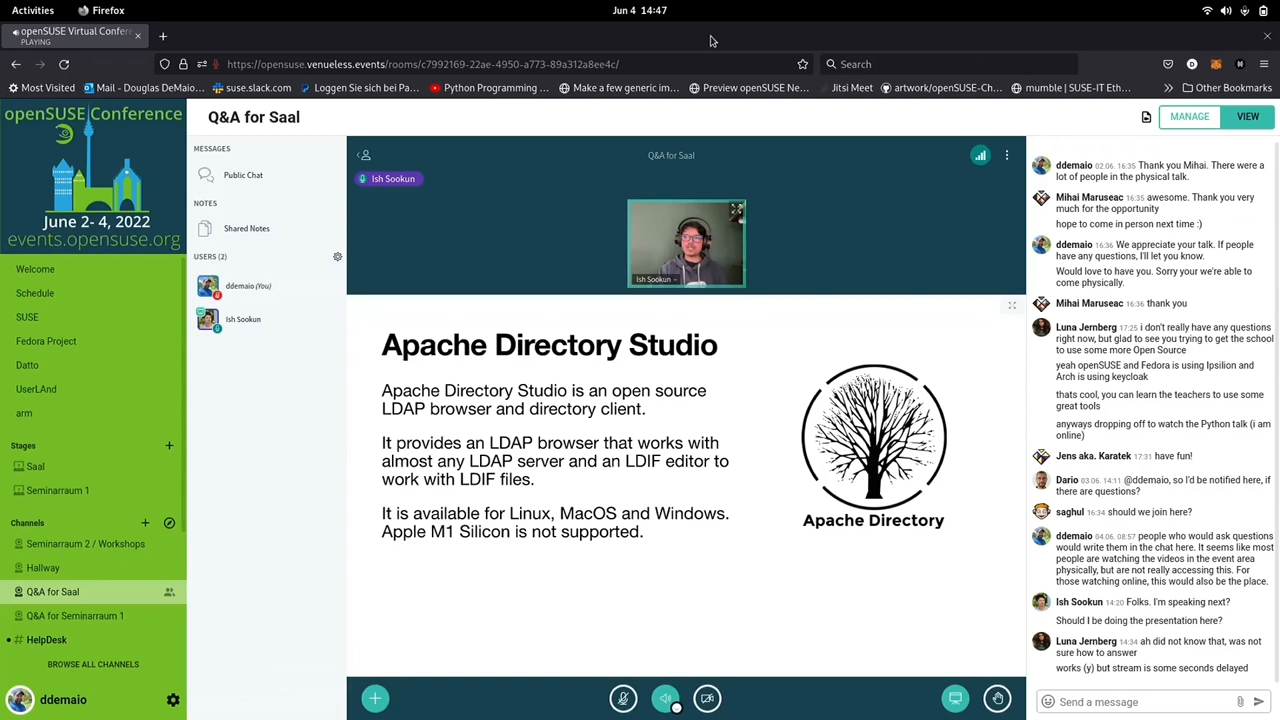 Activities
Firefox
Jun 4 14:47
openSUSE Virtual Confer
PLAYING
https://opensuse.venueless.events/rooms/c7992169-22ae-4950-a773-89a312a8ee4c/
Search
Most Visited
Mail - Douglas DeMaio...
suse.slack.com
Loggen Sie sich bei Pa...
Python Programming ...
Make a few generic im...
Preview openSUSE Ne...
Jitsi Meet
artwork/openSUSE-Ch...
mumble | SUSE-IT Eth...
Other Bookmarks
openSUSE Conference
June 2- 4, 2022
events.opensuse.org
Welcome
Schedule
SUSE
Fedora Project
Datto
UserLAnd
arm
Stages
Saal
Seminarraum 1
Channels
Seminarraum 2 / Workshops
Hallway
Q&A for Saal
Q&A for Seminarraum 1
# HelpDesk
BROWSE ALL CHANNELS
ddemaio
Q&A for Saal
MANAGE
VIEW
MESSAGES
Public Chat
NOTES
Shared Notes
USERS (2)
ddemaio (You)
Ish Sookun
Q&A for Saal
Ish Sookun
Ish Sookun
Apache Directory Studio
Apache Directory Studio is an open source
LDAP browser and directory client.
It provides an LDAP browser that works with
almost any LDAP server and an LDIF editor to
work with LDIF files.
It is available for Linux, MacOS and Windows.
Apple M1 Silicon is not supported.
Apache Directory
ddemaio 02.06. 16:35 Thank you Mihai. There were a
lot of people in the physical talk.
Mihai Maruseac 16:35 awesome. Thank you very
much for the opportunity
hope to come in person next time :)
ddemaio 16:36 We appreciate your talk. If people
have any questions, I'll let you know.
Would love to have you. Sorry your we're able to
come physically.
Mihai Maruseac 16:36 thank you
Luna Jernberg 17:25 i don't really have any questions
right now, but glad to see you trying to get the school
to use some more Open Source
yeah openSUSE and Fedora is using Ipsilion and
Arch is using keycloak
thats cool, you can learn the teachers to use some
great tools
anyways dropping off to watch the Python talk (i am
online)
Jens aka. Karatek 17:31 have fun!
Dario 03.06. 14:11 @ddemaio, so I'd be notified here, if
there are questions?
saghul 16:34 should we join here?
ddemaio 04.06. 08:57 people who would ask questions
would write them in the chat here. It seems like most
people are watching the videos in the event area
physically, but are not really accessing this. For
those watching online, this would also be the place.
Ish Sookun 14:20 Folks. I'm speaking next?
Should I be doing the presentation here?
Luna Jernberg 14:34 ah did not know that, was not
sure how to answer
works (y) but stream is some seconds delayed
Send a message